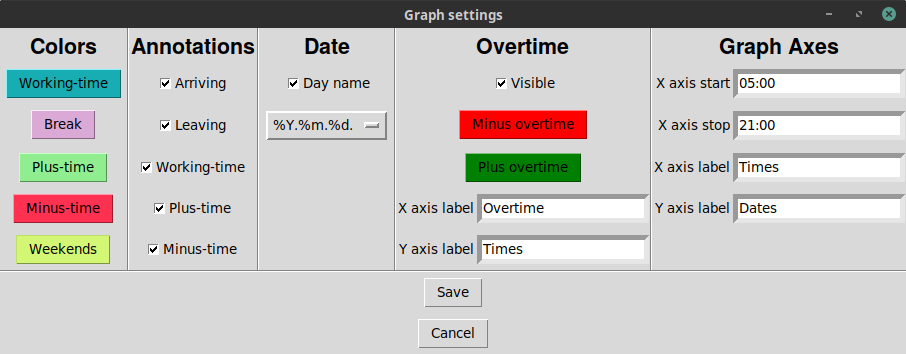 Graph settings
Colors
Working-time
Break
Plus-time
Minus-time
Weekends
Annotations
Arriving
Leaving
Working-time
Plus-time
Minus-time
Date
Day name
%Y.%m.%d.
Overtime
Visible
Minus overtime
Plus overtime
X axis label Overtime
Y axis label Times
Graph Axes
X axis start 05:00
X axis stop 21:00
X axis label Times
Y axis label Dates
Save
Cancel